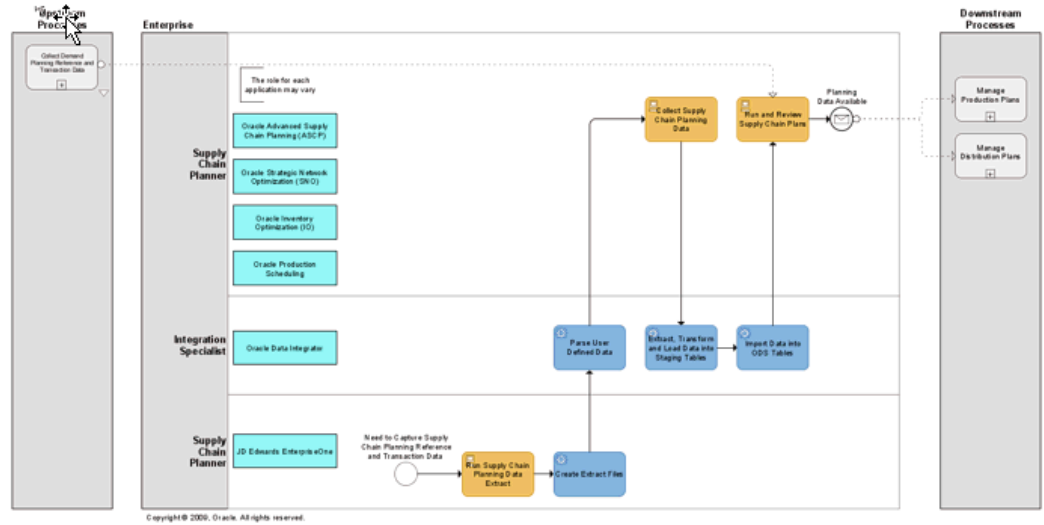 Upstream
Processes
Enterprise
Downstream
Processes
Collect Demand
Planning Reference and
Transaction Data
The role for each
application may vary
Oracle Advanced Supply
Chain Planning (ASCP)
Oracle Strategic Network
Optimization (SNO)
Oracle Inventory
Optimization (IO)
Oracle Production
Scheduling
Supply
Chain
Planner
Collect Supply
Chain Planning
Data
Run and Review
Supply Chain Plans
Planning
Data Available
Manage
Production Plans
Manage
Distribution Plans
Integration
Specialist
Oracle Data Integrator
Parse User
Defined Data
Extract, Transform
and Load Data into
Staging Tables
Import Data into
ODS Tables
Supply
Chain
Planner
JD Edwards EnterpriseOne
Need to Capture Supply
Chain Planning Reference
and Transaction Data
Run Supply Chain
Planning Data
Extract
Create Extract Files
Copyright © 2009, Oracle. All rights reserved.